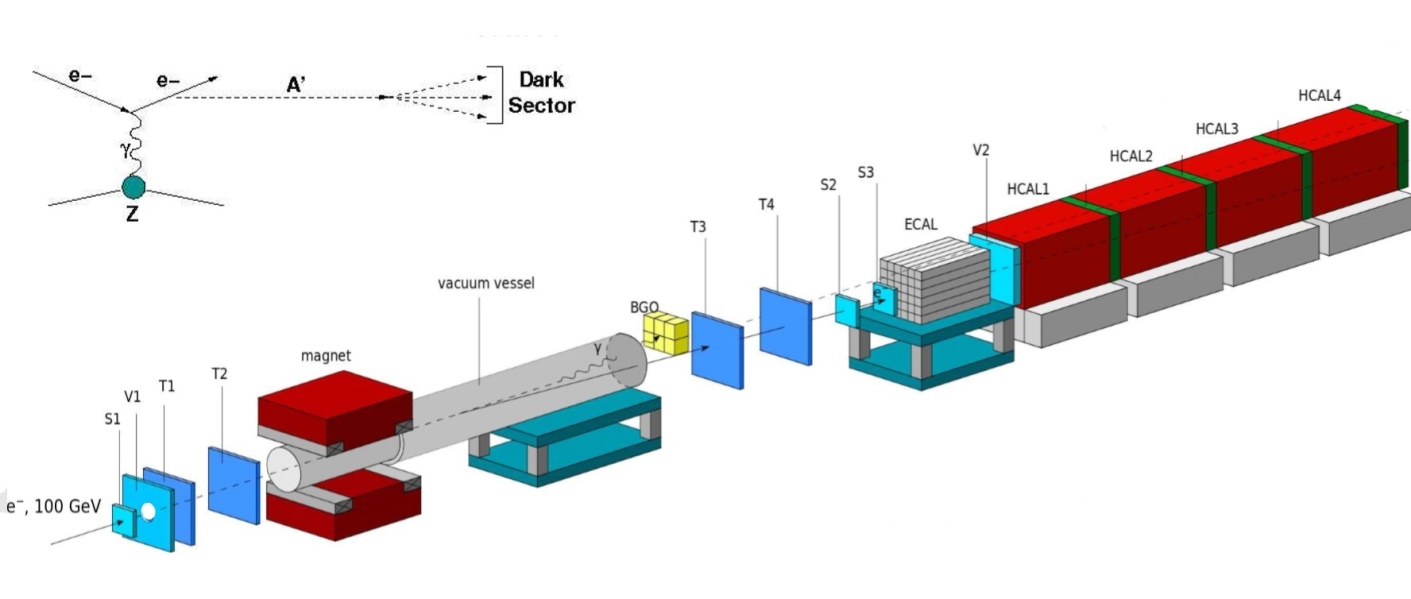 e−
e−
A'
Dark
Sector
γ
Z
HCAL4
HCAL3
HCAL2
HCAL1
V2
S3
S2
ECAL
T4
T3
e⁻
BGO
vacuum vessel
γ
magnet
T2
T1
V1
S1
e⁻, 100 GeV